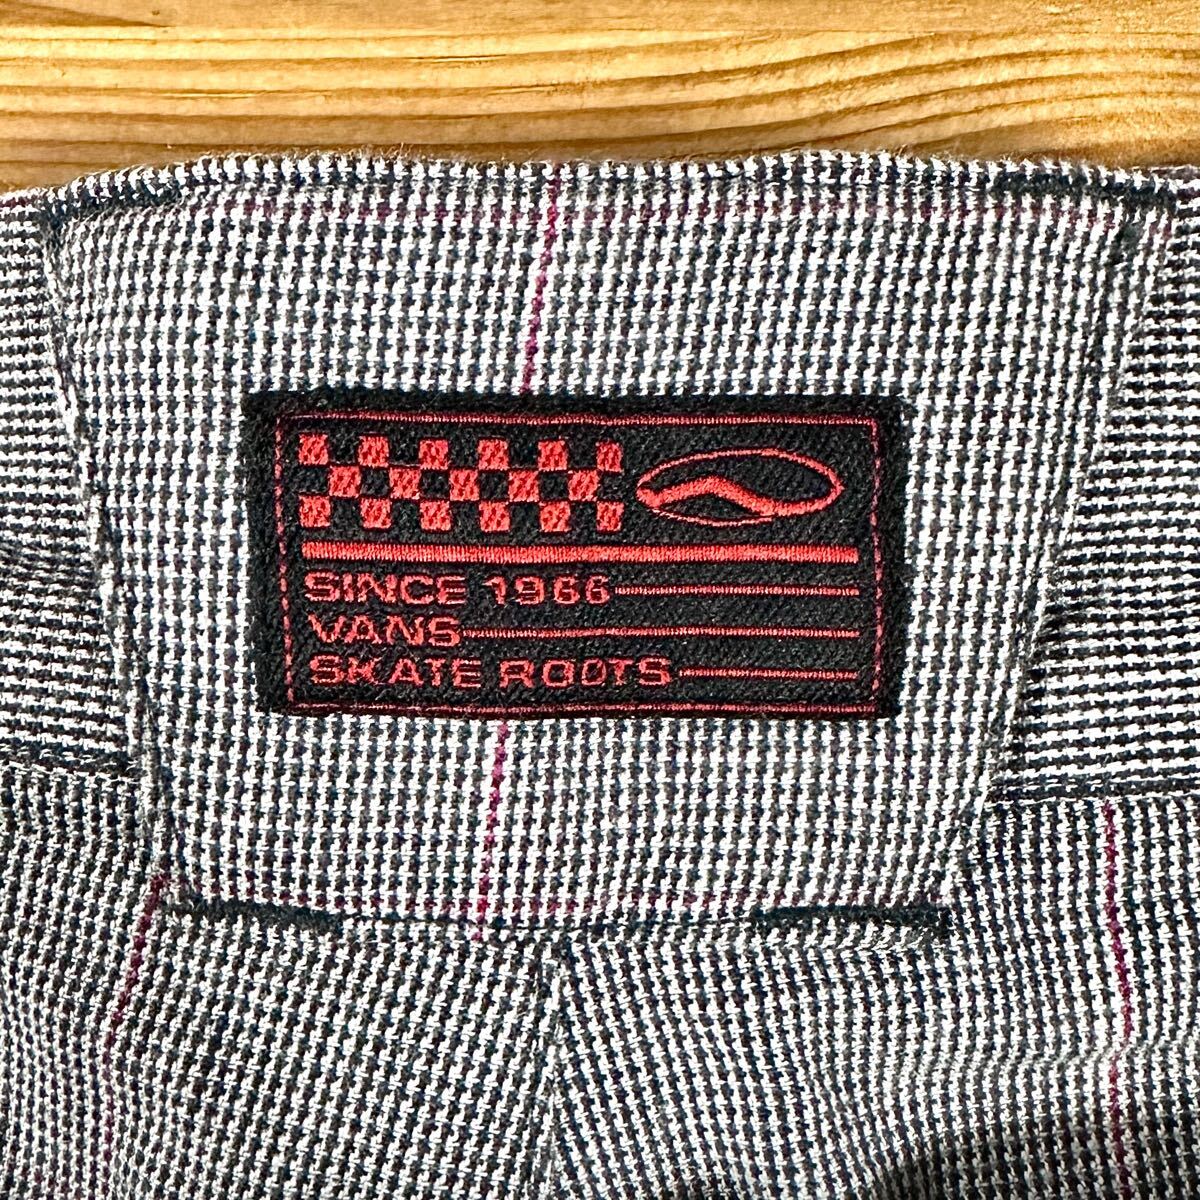 SINCE 1966
VANS
SKATE ROOTS